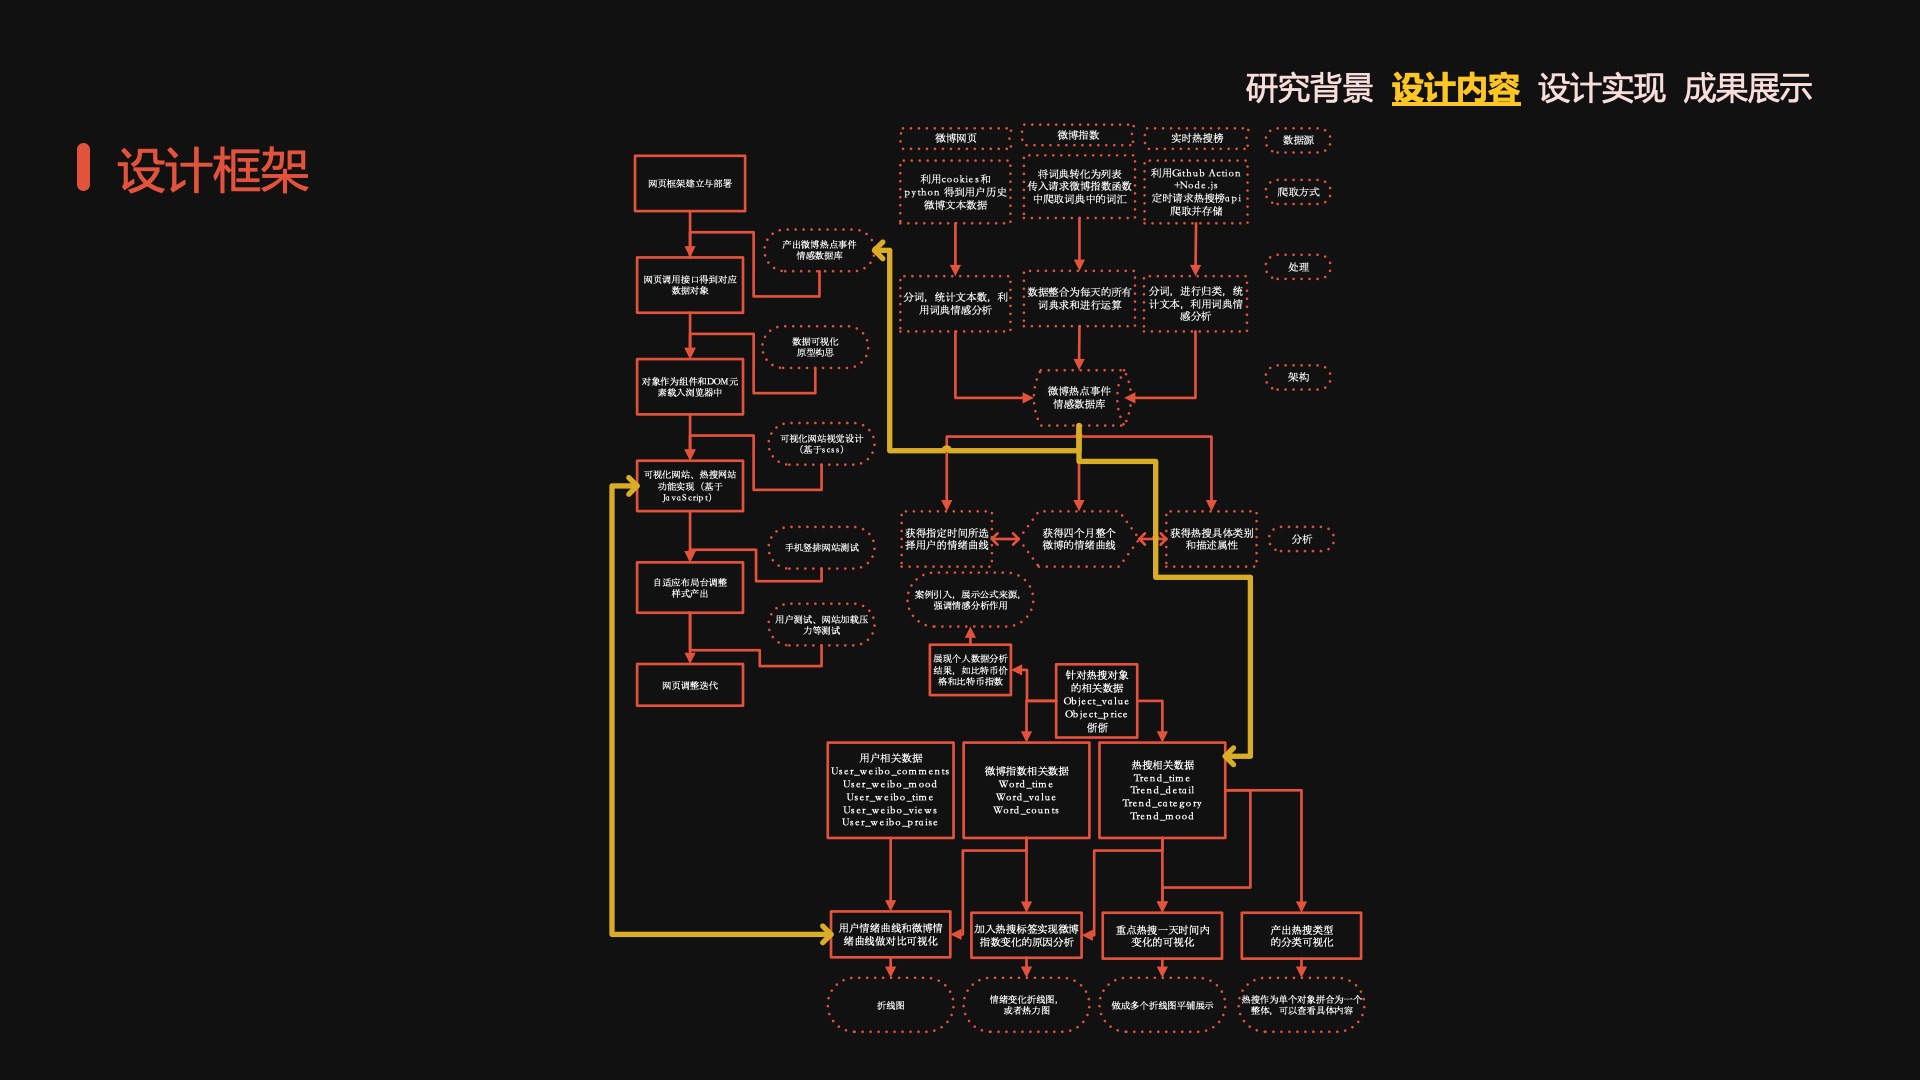 研究背景 设计内容 设计实现 成果展示
设计框架
微博网页
微博指数
实时热搜榜
数据源
网页框架建立与部署
利用cookies和
python 得到用户历史
微博文本数据
将词典转化为列表
传入请求微博指数函数
中爬取词典中的词汇
利用Github Action
+Node.js
定时请求热搜榜api
爬取并存储
爬取方式
产出微博热点事件
情感数据库
网页调用接口得到对应
数据对象
处理
分词，统计文本数，利
用词典情感分析
数据整合为每天的所有
词典求和进行运算
分词，进行归类，统
计文本，利用词典情
感分析
数据可视化
原型构思
对象作为组件和DOM元
素载入浏览器中
微博热点事件
情感数据库
架构
可视化网站视觉设计
（基于scss）
可视化网站、热搜网站
功能实现（基于
JavaScript）
获得指定时间所选
择用户的情绪曲线
获得四个月整个
微博的情绪曲线
获得热搜具体类别
和描述属性
分析
手机竖排网站测试
自适应布局台调整
样式产出
案例引入，展示公式来源，
强调情感分析作用
用户测试、网站加载压
力等测试
网页调整迭代
展现个人数据分析
结果，如比特币价
格和比特币指数
针对热搜对象
的相关数据
Object_value
Object_price
等等
用户相关数据
User_weibo_comments
User_weibo_mood
User_weibo_time
User_weibo_views
User_weibo_praise
微博指数相关数据
Word_time
Word_value
Word_counts
热搜相关数据
Trend_time
Trend_detail
Trend_category
Trend_mood
用户情绪曲线和微博情
绪曲线做对比可视化
加入热搜标签实现微博
指数变化的原因分析
重点热搜一天时间内
变化的可视化
产出热搜类型
的分类可视化
折线图
情绪变化折线图，
或者热力图
做成多个折线图平铺展示
热搜作为单个对象拼合为一个
整体，可以查看具体内容